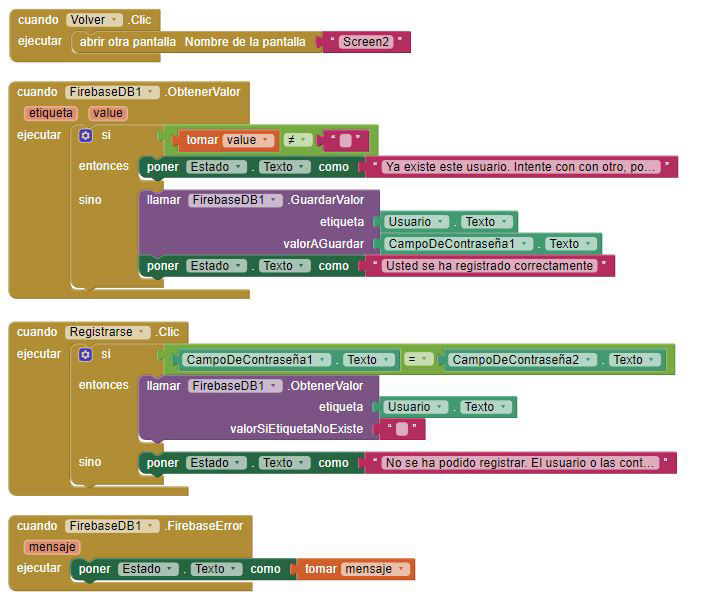 cuando Volver .Clic
ejecutar abrir otra pantalla Nombre de la pantalla “ Screen2 ”
cuando FirebaseDB1 .ObtenerValor
etiqueta value
ejecutar si tomar value ≠ “ ”
entonces poner Estado . Texto como “ Ya existe este usuario. Intente con con otro, po... ”
sino llamar FirebaseDB1 .GuardarValor
etiqueta Usuario . Texto
valorAGuardar CampoDeContraseña1 . Texto
poner Estado . Texto como “ Usted se ha registrado correctamente ”
cuando Registrarse .Clic
ejecutar si CampoDeContraseña1 . Texto = CampoDeContraseña2 . Texto
entonces llamar FirebaseDB1 .ObtenerValor
etiqueta Usuario . Texto
valorSiEtiquetaNoExiste “ ”
sino poner Estado . Texto como “ No se ha podido registrar. El usuario o las cont... ”
cuando FirebaseDB1 .FirebaseError
mensaje
ejecutar poner Estado . Texto como tomar mensaje